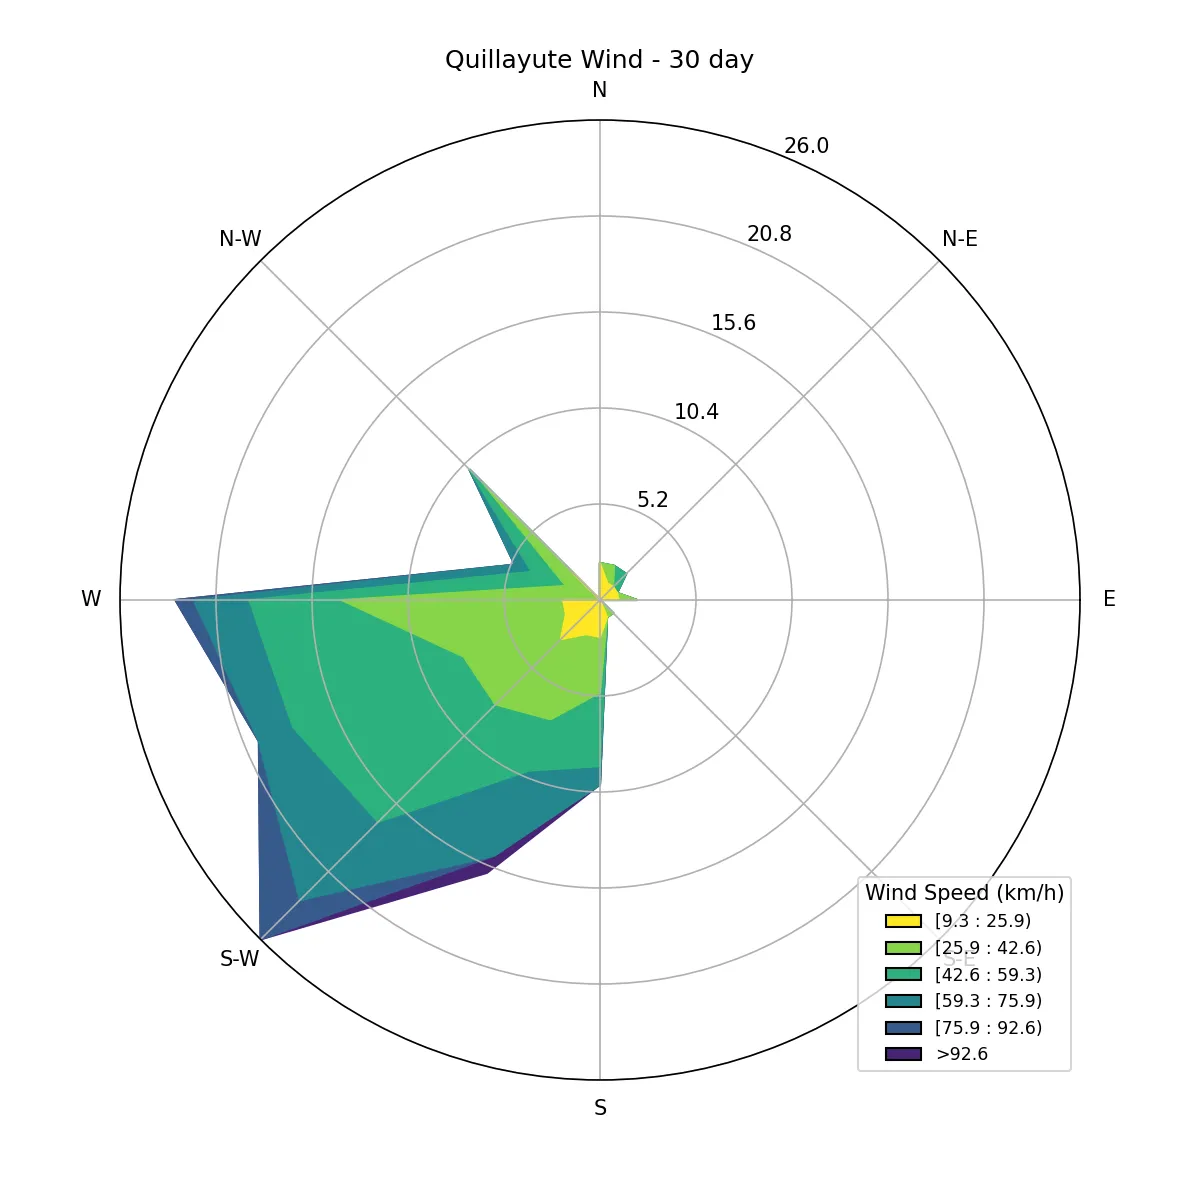 Quillayute Wind - 30 day
N
26.0
20.8
N-W
N-E
15.6
10.4
5.2
W
E
Wind Speed (km/h)
[9.3 : 25.9)
[25.9 : 42.6)
S-W
S-E
[42.6 : 59.3)
[59.3 : 75.9)
[75.9 : 92.6)
>92.6
S